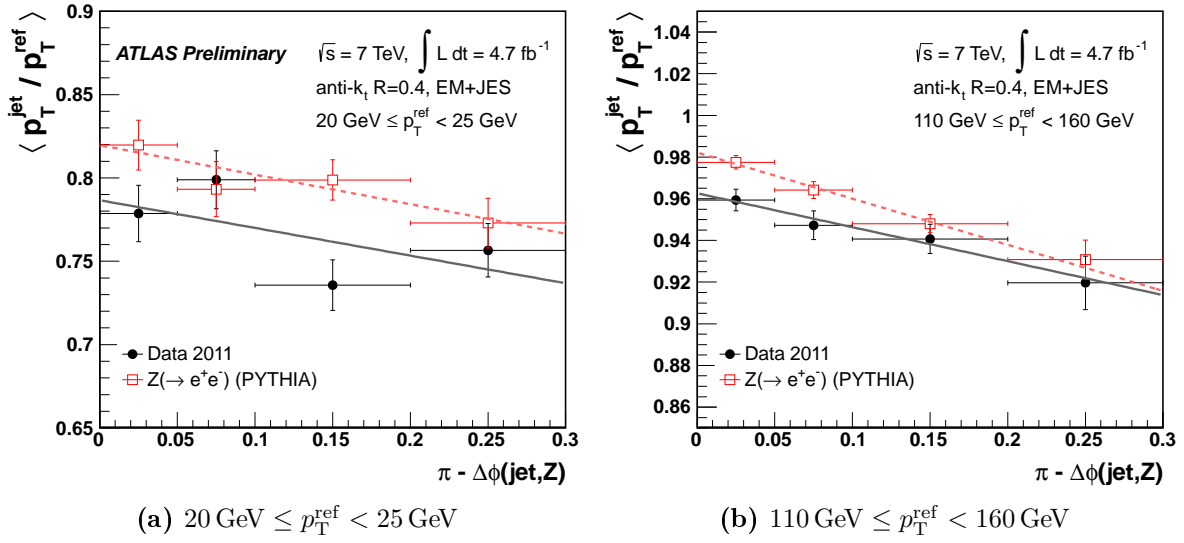 ⟨ p_T^jet / p_T^ref ⟩
0.9
0.85
0.8
0.75
0.7
0.65
ATLAS Preliminary
√s = 7 TeV, ∫ L dt = 4.7 fb⁻¹
anti-k_t R=0.4, EM+JES
20 GeV ≤ p_T^ref < 25 GeV
Data 2011
Z(→ e⁺e⁻) (PYTHIA)
0 0.05 0.1 0.15 0.2 0.25 0.3
π - Δϕ(jet,Z)
(a) 20 GeV ≤ p_T^ref < 25 GeV
⟨ p_T^jet / p_T^ref ⟩
1.04
1.02
1
0.98
0.96
0.94
0.92
0.9
0.88
0.86
√s = 7 TeV, ∫ L dt = 4.7 fb⁻¹
anti-k_t R=0.4, EM+JES
110 GeV ≤ p_T^ref < 160 GeV
Data 2011
Z(→ e⁺e⁻) (PYTHIA)
0 0.05 0.1 0.15 0.2 0.25 0.3
π - Δϕ(jet,Z)
(b) 110 GeV ≤ p_T^ref < 160 GeV